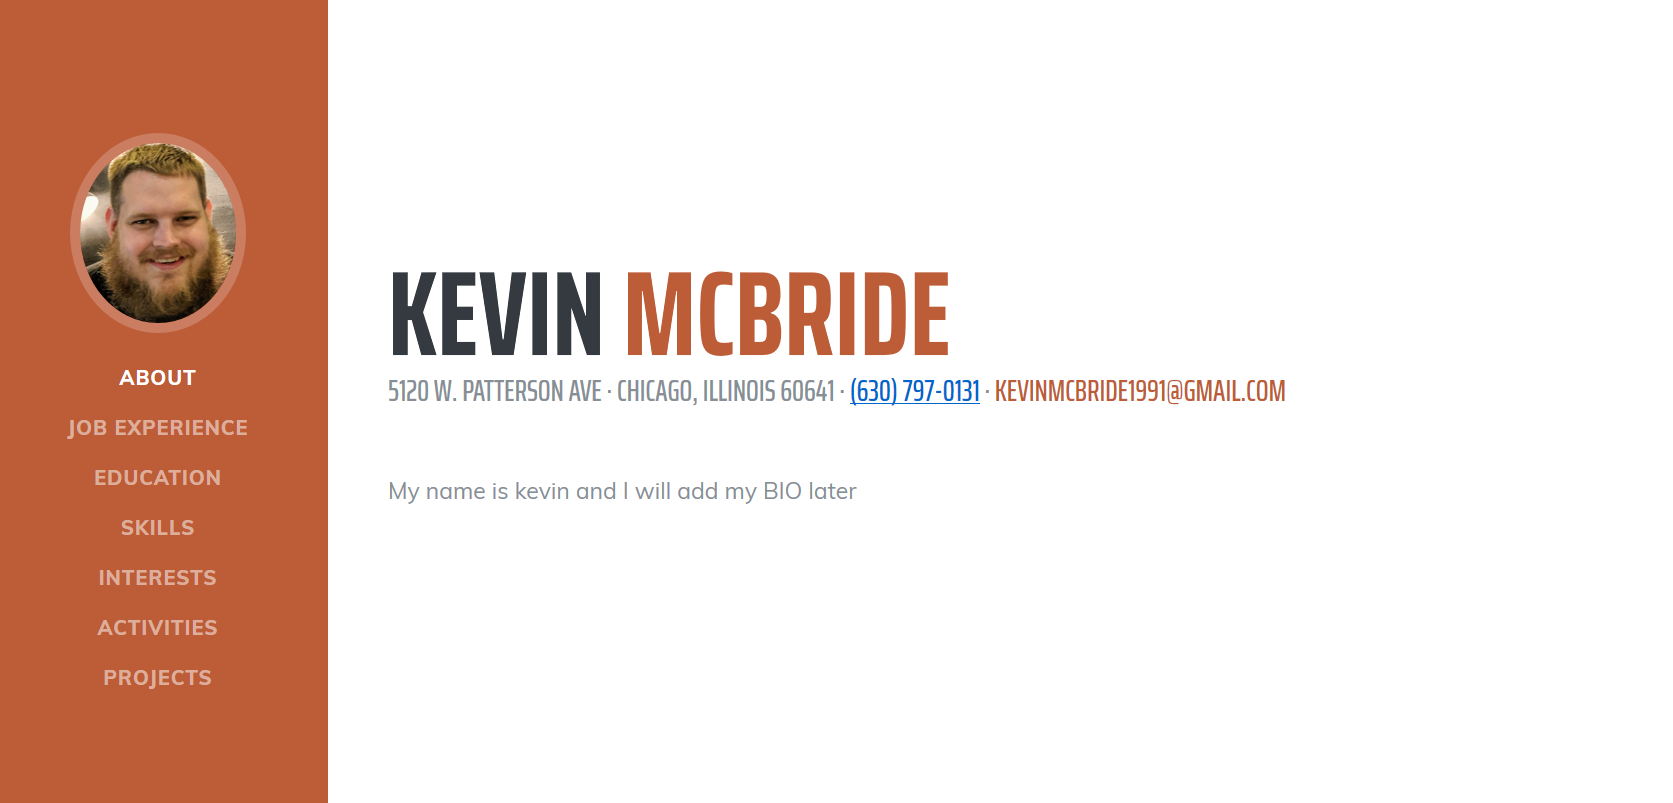 ABOUT
JOB EXPERIENCE
EDUCATION
SKILLS
INTERESTS
ACTIVITIES
PROJECTS
KEVIN MCBRIDE
5120 W. PATTERSON AVE · CHICAGO, ILLINOIS 60641 · (630) 797-0131 · KEVINMCBRIDE1991@GMAIL.COM
My name is kevin and I will add my BIO later